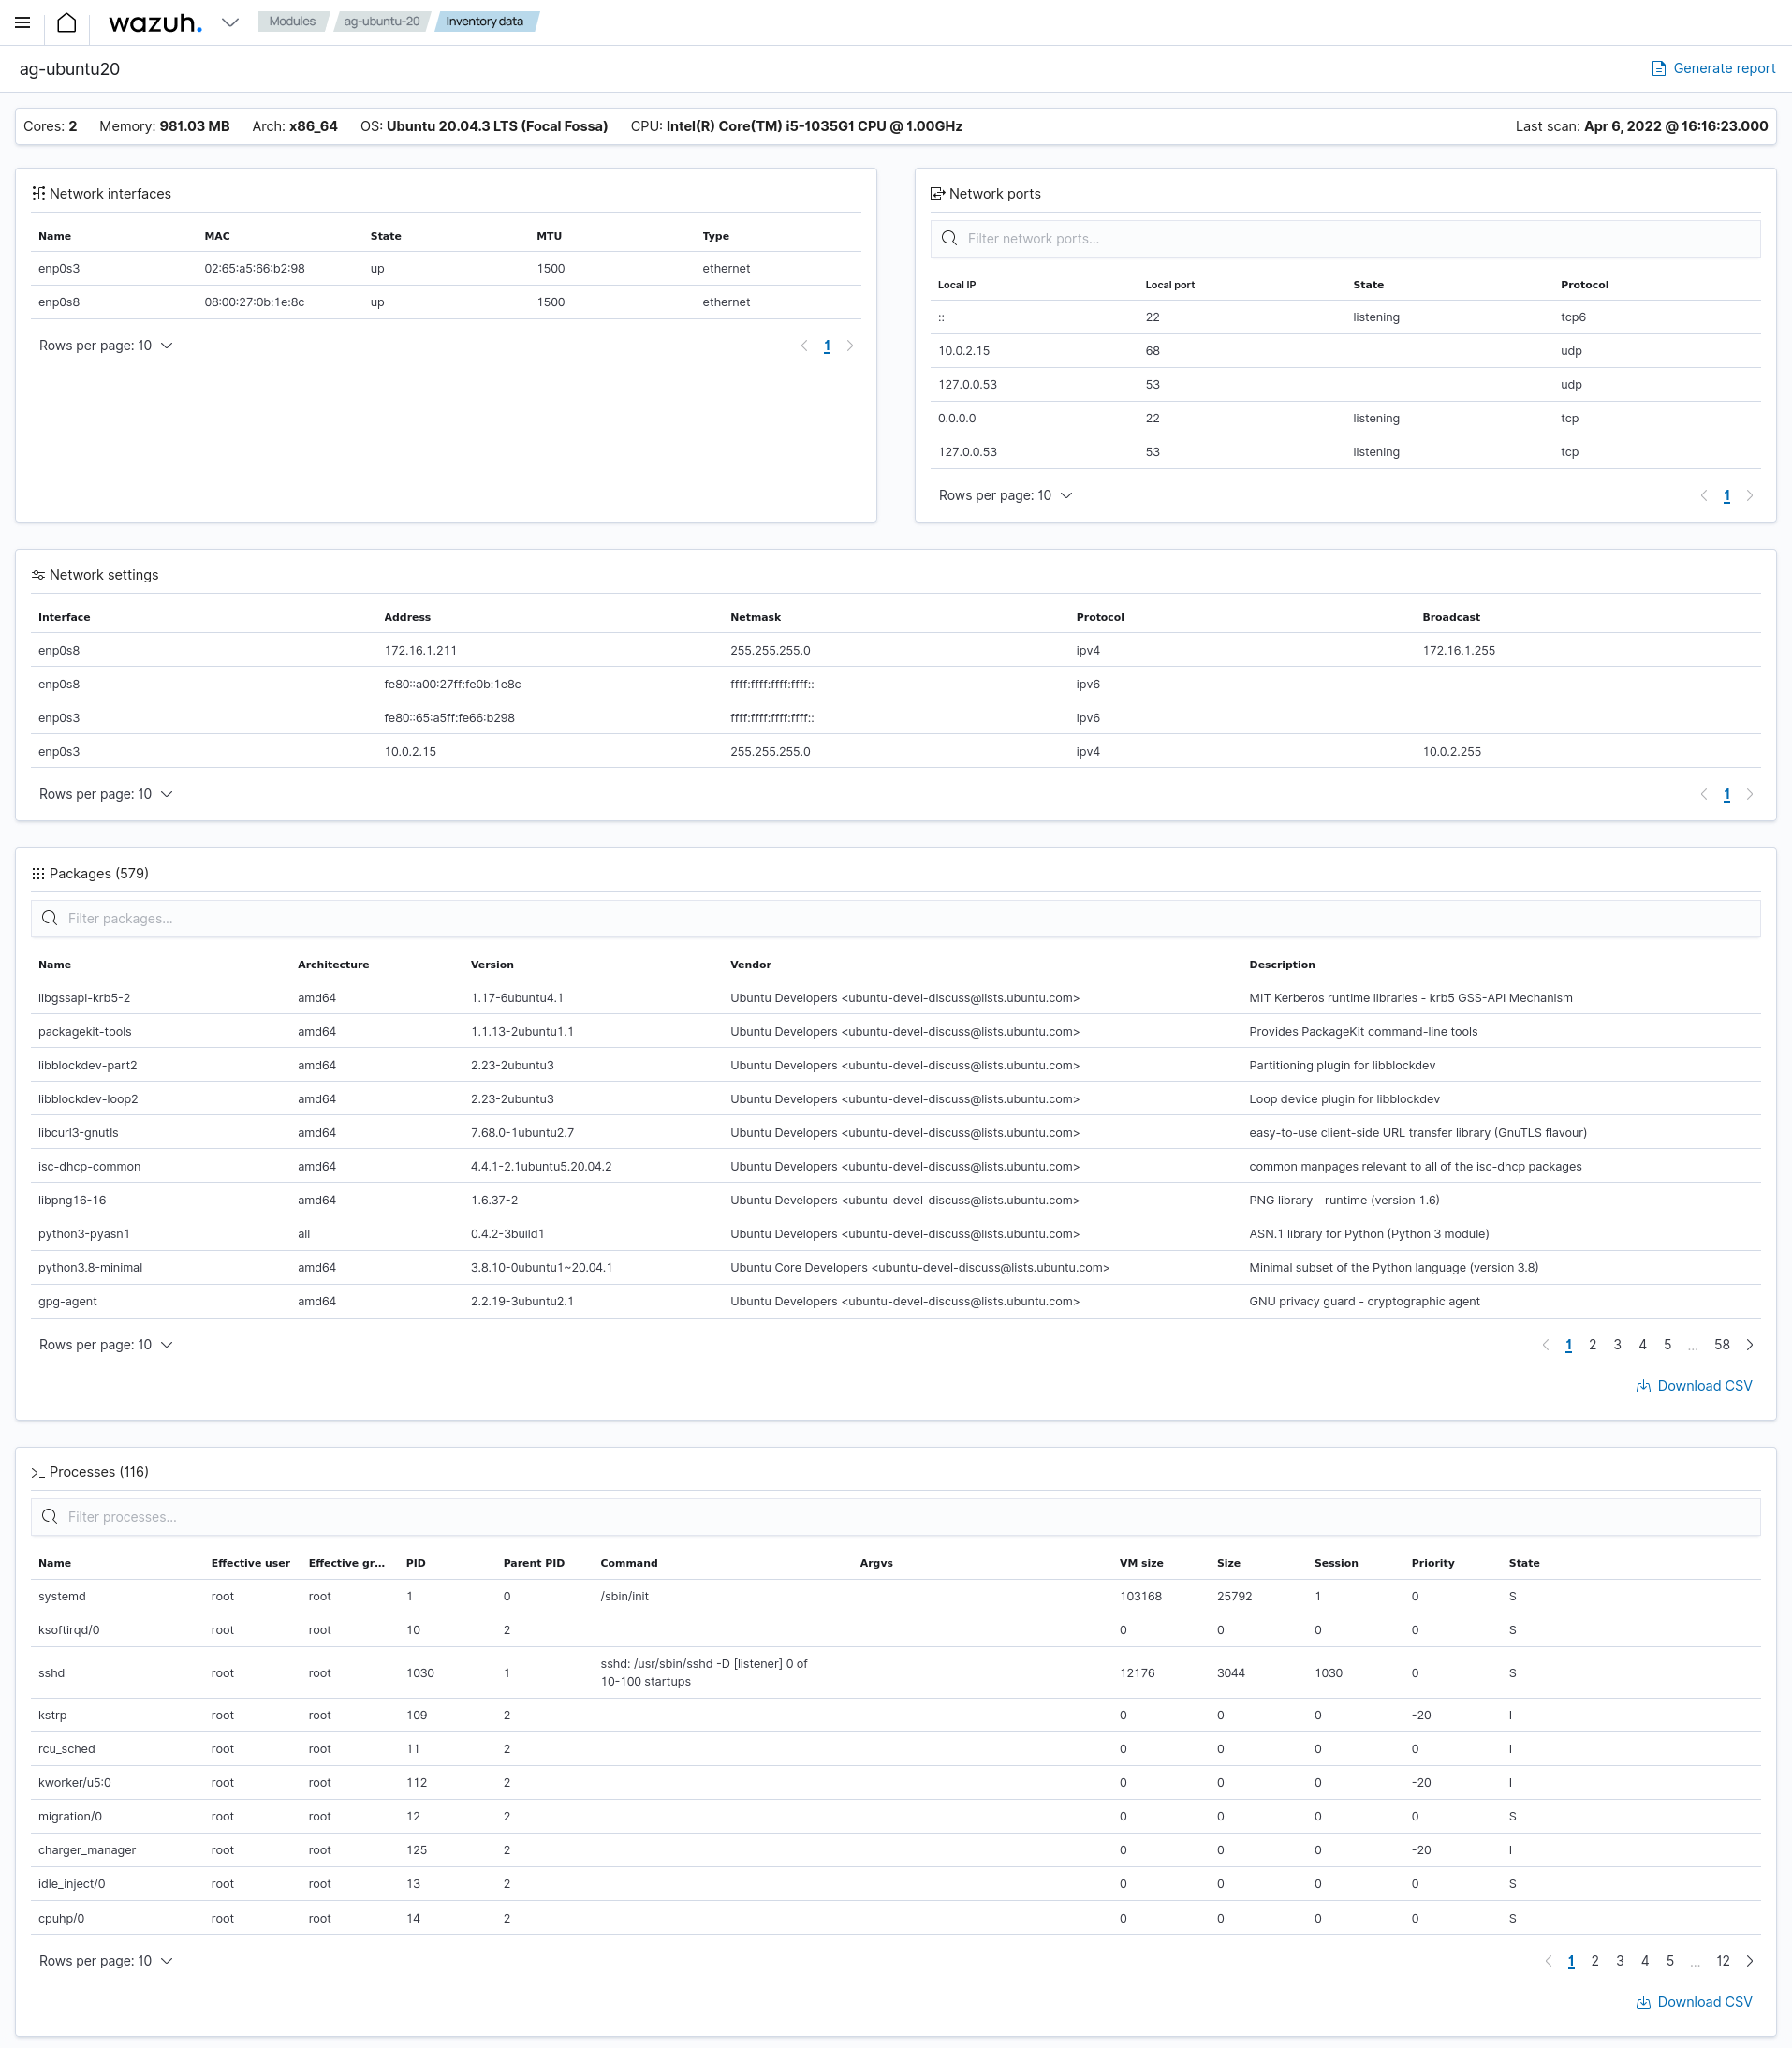 wazuh.
Modules ag-ubuntu-20 Inventory data
ag-ubuntu20 Generate report
Cores: 2 Memory: 981.03 MB Arch: x86_64 OS: Ubuntu 20.04.3 LTS (Focal Fossa) CPU: Intel(R) Core(TM) i5-1035G1 CPU @ 1.00GHz Last scan: Apr 6, 2022 @ 16:16:23.000
Network interfaces
Name MAC State MTU Type
enp0s3 02:65:a5:66:b2:98 up 1500 ethernet
enp0s8 08:00:27:0b:1e:8c up 1500 ethernet
Rows per page: 10 1
Network ports
Filter network ports...
Local IP Local port State Protocol
:: 22 listening tcp6
10.0.2.15 68 udp
127.0.0.53 53 udp
0.0.0.0 22 listening tcp
127.0.0.53 53 listening tcp
Rows per page: 10 1
Network settings
Interface Address Netmask Protocol Broadcast
enp0s8 172.16.1.211 255.255.255.0 ipv4 172.16.1.255
enp0s8 fe80::a00:27ff:fe0b:1e8c ffff:ffff:ffff:ffff:: ipv6
enp0s3 fe80::65:a5ff:fe66:b298 ffff:ffff:ffff:ffff:: ipv6
enp0s3 10.0.2.15 255.255.255.0 ipv4 10.0.2.255
Rows per page: 10 1
Packages (579)
Filter packages...
Name Architecture Version Vendor Description
libgssapi-krb5-2 amd64 1.17-6ubuntu4.1 Ubuntu Developers <ubuntu-devel-discuss@lists.ubuntu.com> MIT Kerberos runtime libraries - krb5 GSS-API Mechanism
packagekit-tools amd64 1.1.13-2ubuntu1.1 Ubuntu Developers <ubuntu-devel-discuss@lists.ubuntu.com> Provides PackageKit command-line tools
libblockdev-part2 amd64 2.23-2ubuntu3 Ubuntu Developers <ubuntu-devel-discuss@lists.ubuntu.com> Partitioning plugin for libblockdev
libblockdev-loop2 amd64 2.23-2ubuntu3 Ubuntu Developers <ubuntu-devel-discuss@lists.ubuntu.com> Loop device plugin for libblockdev
libcurl3-gnutls amd64 7.68.0-1ubuntu2.7 Ubuntu Developers <ubuntu-devel-discuss@lists.ubuntu.com> easy-to-use client-side URL transfer library (GnuTLS flavour)
isc-dhcp-common amd64 4.4.1-2.1ubuntu5.20.04.2 Ubuntu Developers <ubuntu-devel-discuss@lists.ubuntu.com> common manpages relevant to all of the isc-dhcp packages
libpng16-16 amd64 1.6.37-2 Ubuntu Developers <ubuntu-devel-discuss@lists.ubuntu.com> PNG library - runtime (version 1.6)
python3-pyasn1 all 0.4.2-3build1 Ubuntu Developers <ubuntu-devel-discuss@lists.ubuntu.com> ASN.1 library for Python (Python 3 module)
python3.8-minimal amd64 3.8.10-0ubuntu1~20.04.1 Ubuntu Core Developers <ubuntu-devel-discuss@lists.ubuntu.com> Minimal subset of the Python language (version 3.8)
gpg-agent amd64 2.2.19-3ubuntu2.1 Ubuntu Developers <ubuntu-devel-discuss@lists.ubuntu.com> GNU privacy guard - cryptographic agent
Rows per page: 10 1 2 3 4 5 ... 58
Download CSV
>_ Processes (116)
Filter processes...
Name Effective user Effective gr... PID Parent PID Command Argvs VM size Size Session Priority State
systemd root root 1 0 /sbin/init 103168 25792 1 0 S
ksoftirqd/0 root root 10 2 0 0 0 0 S
sshd root root 1030 1 sshd: /usr/sbin/sshd -D [listener] 0 of 10-100 startups 12176 3044 1030 0 S
kstrp root root 109 2 0 0 0 -20 I
rcu_sched root root 11 2 0 0 0 0 I
kworker/u5:0 root root 112 2 0 0 0 -20 I
migration/0 root root 12 2 0 0 0 0 S
charger_manager root root 125 2 0 0 0 -20 I
idle_inject/0 root root 13 2 0 0 0 0 S
cpuhp/0 root root 14 2 0 0 0 0 S
Rows per page: 10 1 2 3 4 5 ... 12
Download CSV